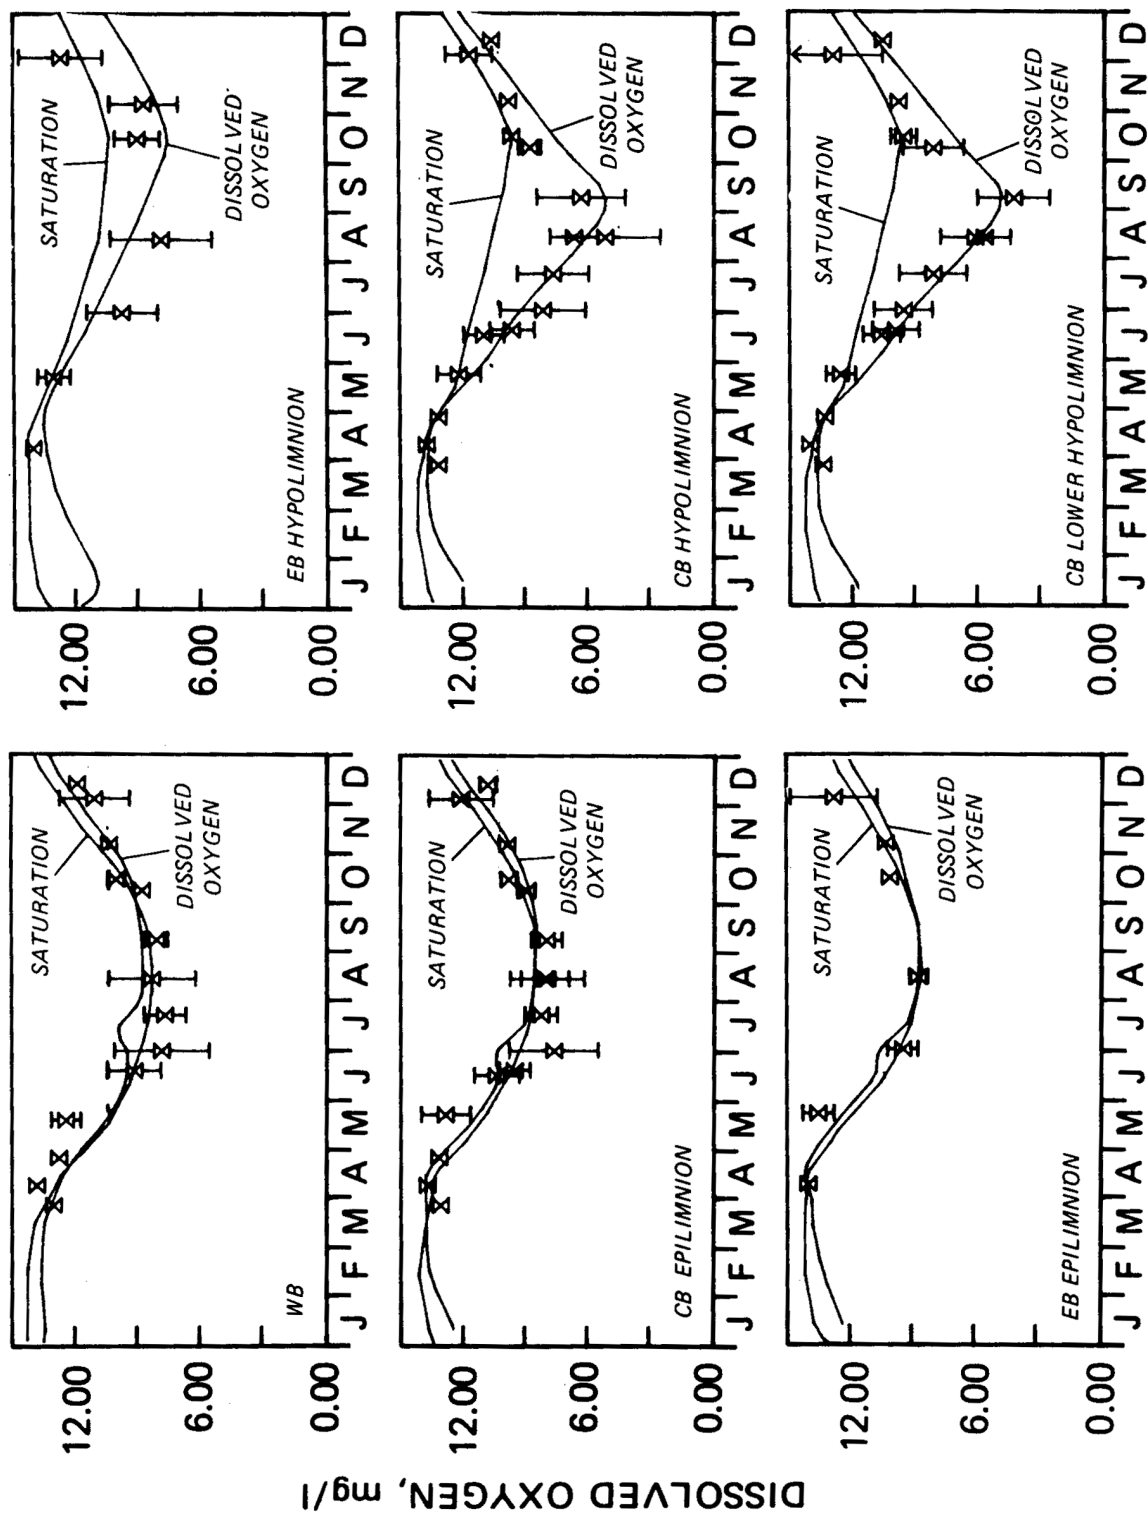 DISSOLVED OXYGEN, mg/l
12.00
6.00
0.00
SATURATION
DISSOLVED
OXYGEN
WB
J F M A M J J A S O N D
12.00
6.00
0.00
SATURATION
DISSOLVED
OXYGEN
EB HYPOLIMNION
J F M A M J J A S O N D
12.00
6.00
0.00
SATURATION
DISSOLVED
OXYGEN
CB EPILIMNION
J F M A M J J A S O N D
12.00
6.00
0.00
SATURATION
DISSOLVED
OXYGEN
CB HYPOLIMNION
J F M A M J J A S O N D
12.00
6.00
0.00
SATURATION
DISSOLVED
OXYGEN
EB EPILIMNION
J F M A M J J A S O N D
12.00
6.00
0.00
SATURATION
DISSOLVED
OXYGEN
CB LOWER HYPOLIMNION
J F M A M J J A S O N D